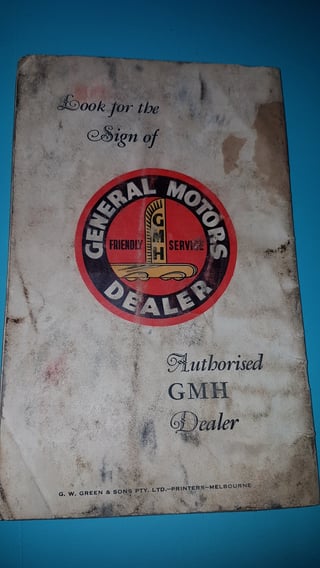 Look for the
Sign of
GENERAL MOTORS
FRIENDLY GMH SERVICE
DEALER
Authorised
GMH
Dealer
G. W. GREEN & SONS PTY. LTD.—PRINTERS—MELBOURNE